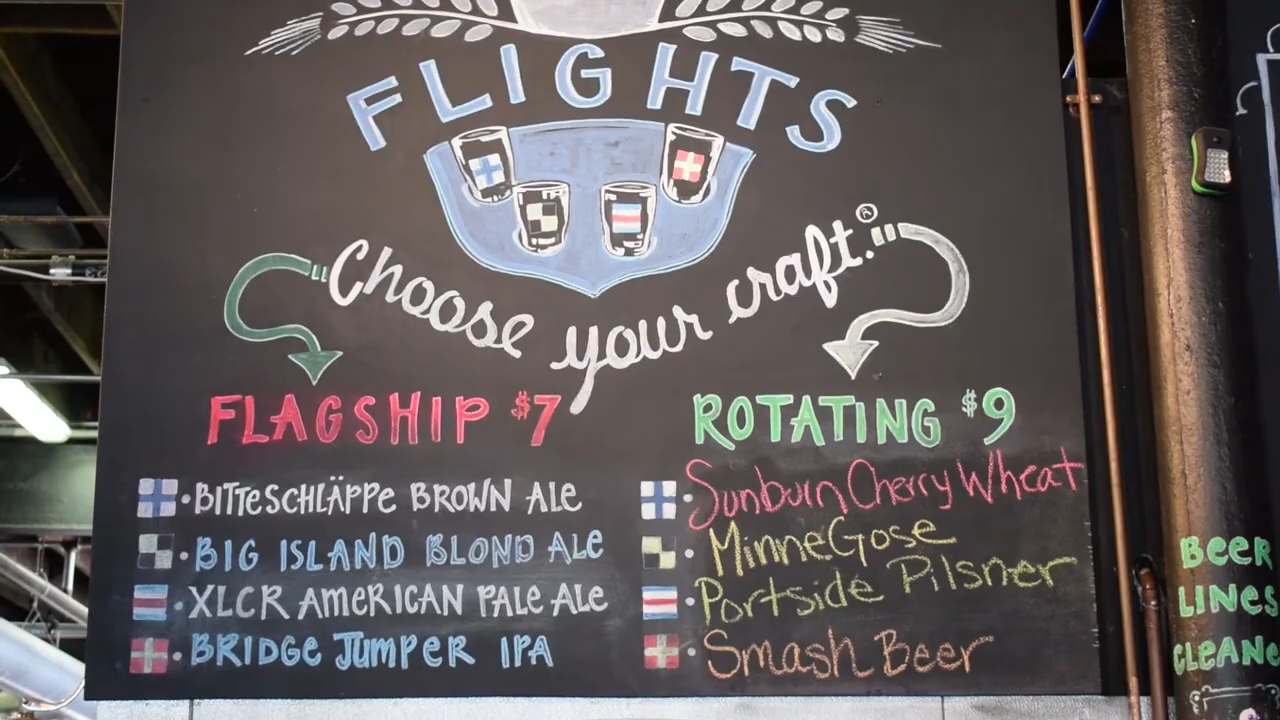 FLIGHTS
Choose your craft.®
FLAGSHIP $7
BITTESCHLÄPPE BROWN ALE
BIG ISLAND BLOND ALE
XLCR AMERICAN PALE ALE
BRIDGE JUMPER IPA
ROTATING $9
Sunburn Cherry Wheat
MinneGose
Portside Pilsner
Smash Beer
BEER
LINES
CLEANE